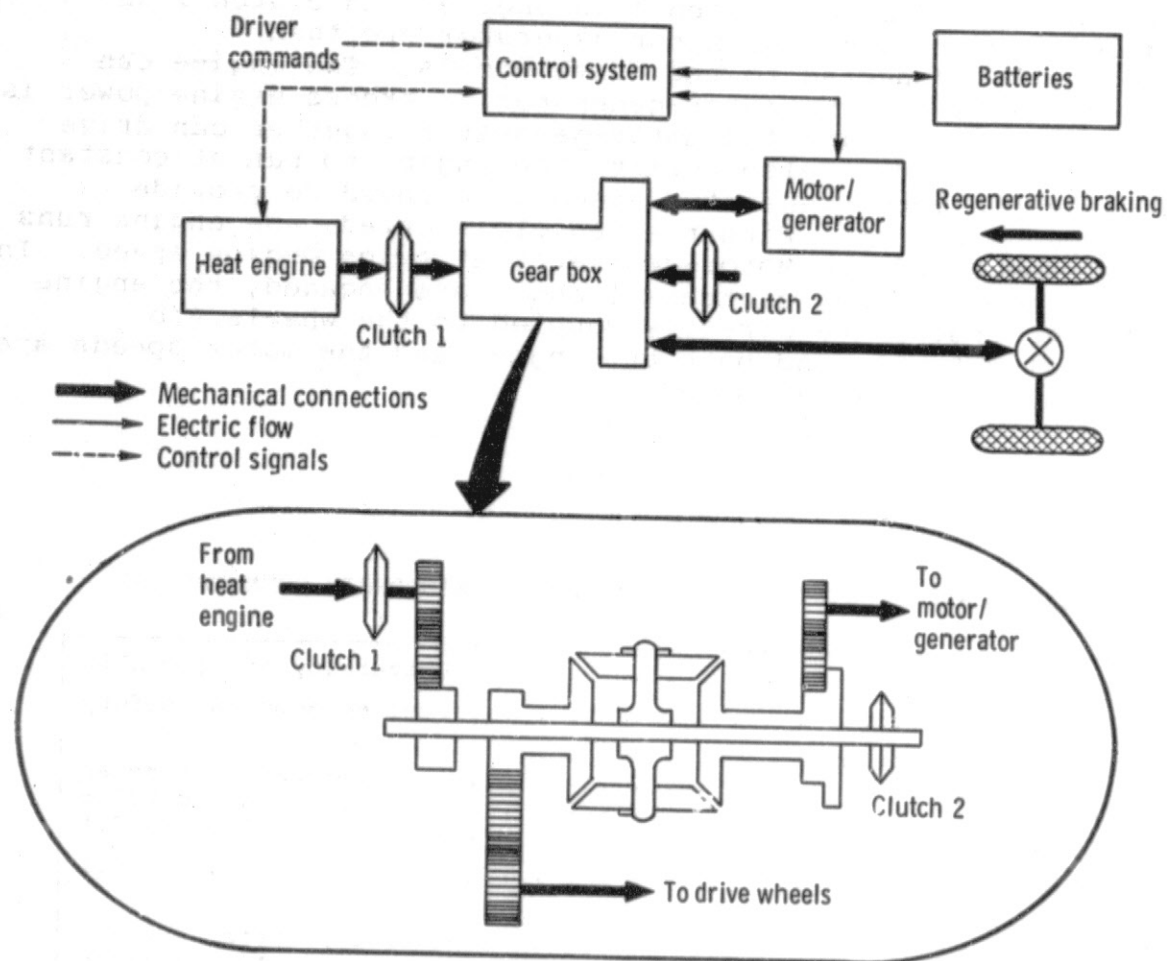 Driver
commands
Control system
Batteries
Motor/
generator
Regenerative braking
Heat engine
Gear box
Clutch 1
Clutch 2
Mechanical connections
Electric flow
Control signals
From
heat
engine
Clutch 1
To
motor/
generator
Clutch 2
To drive wheels